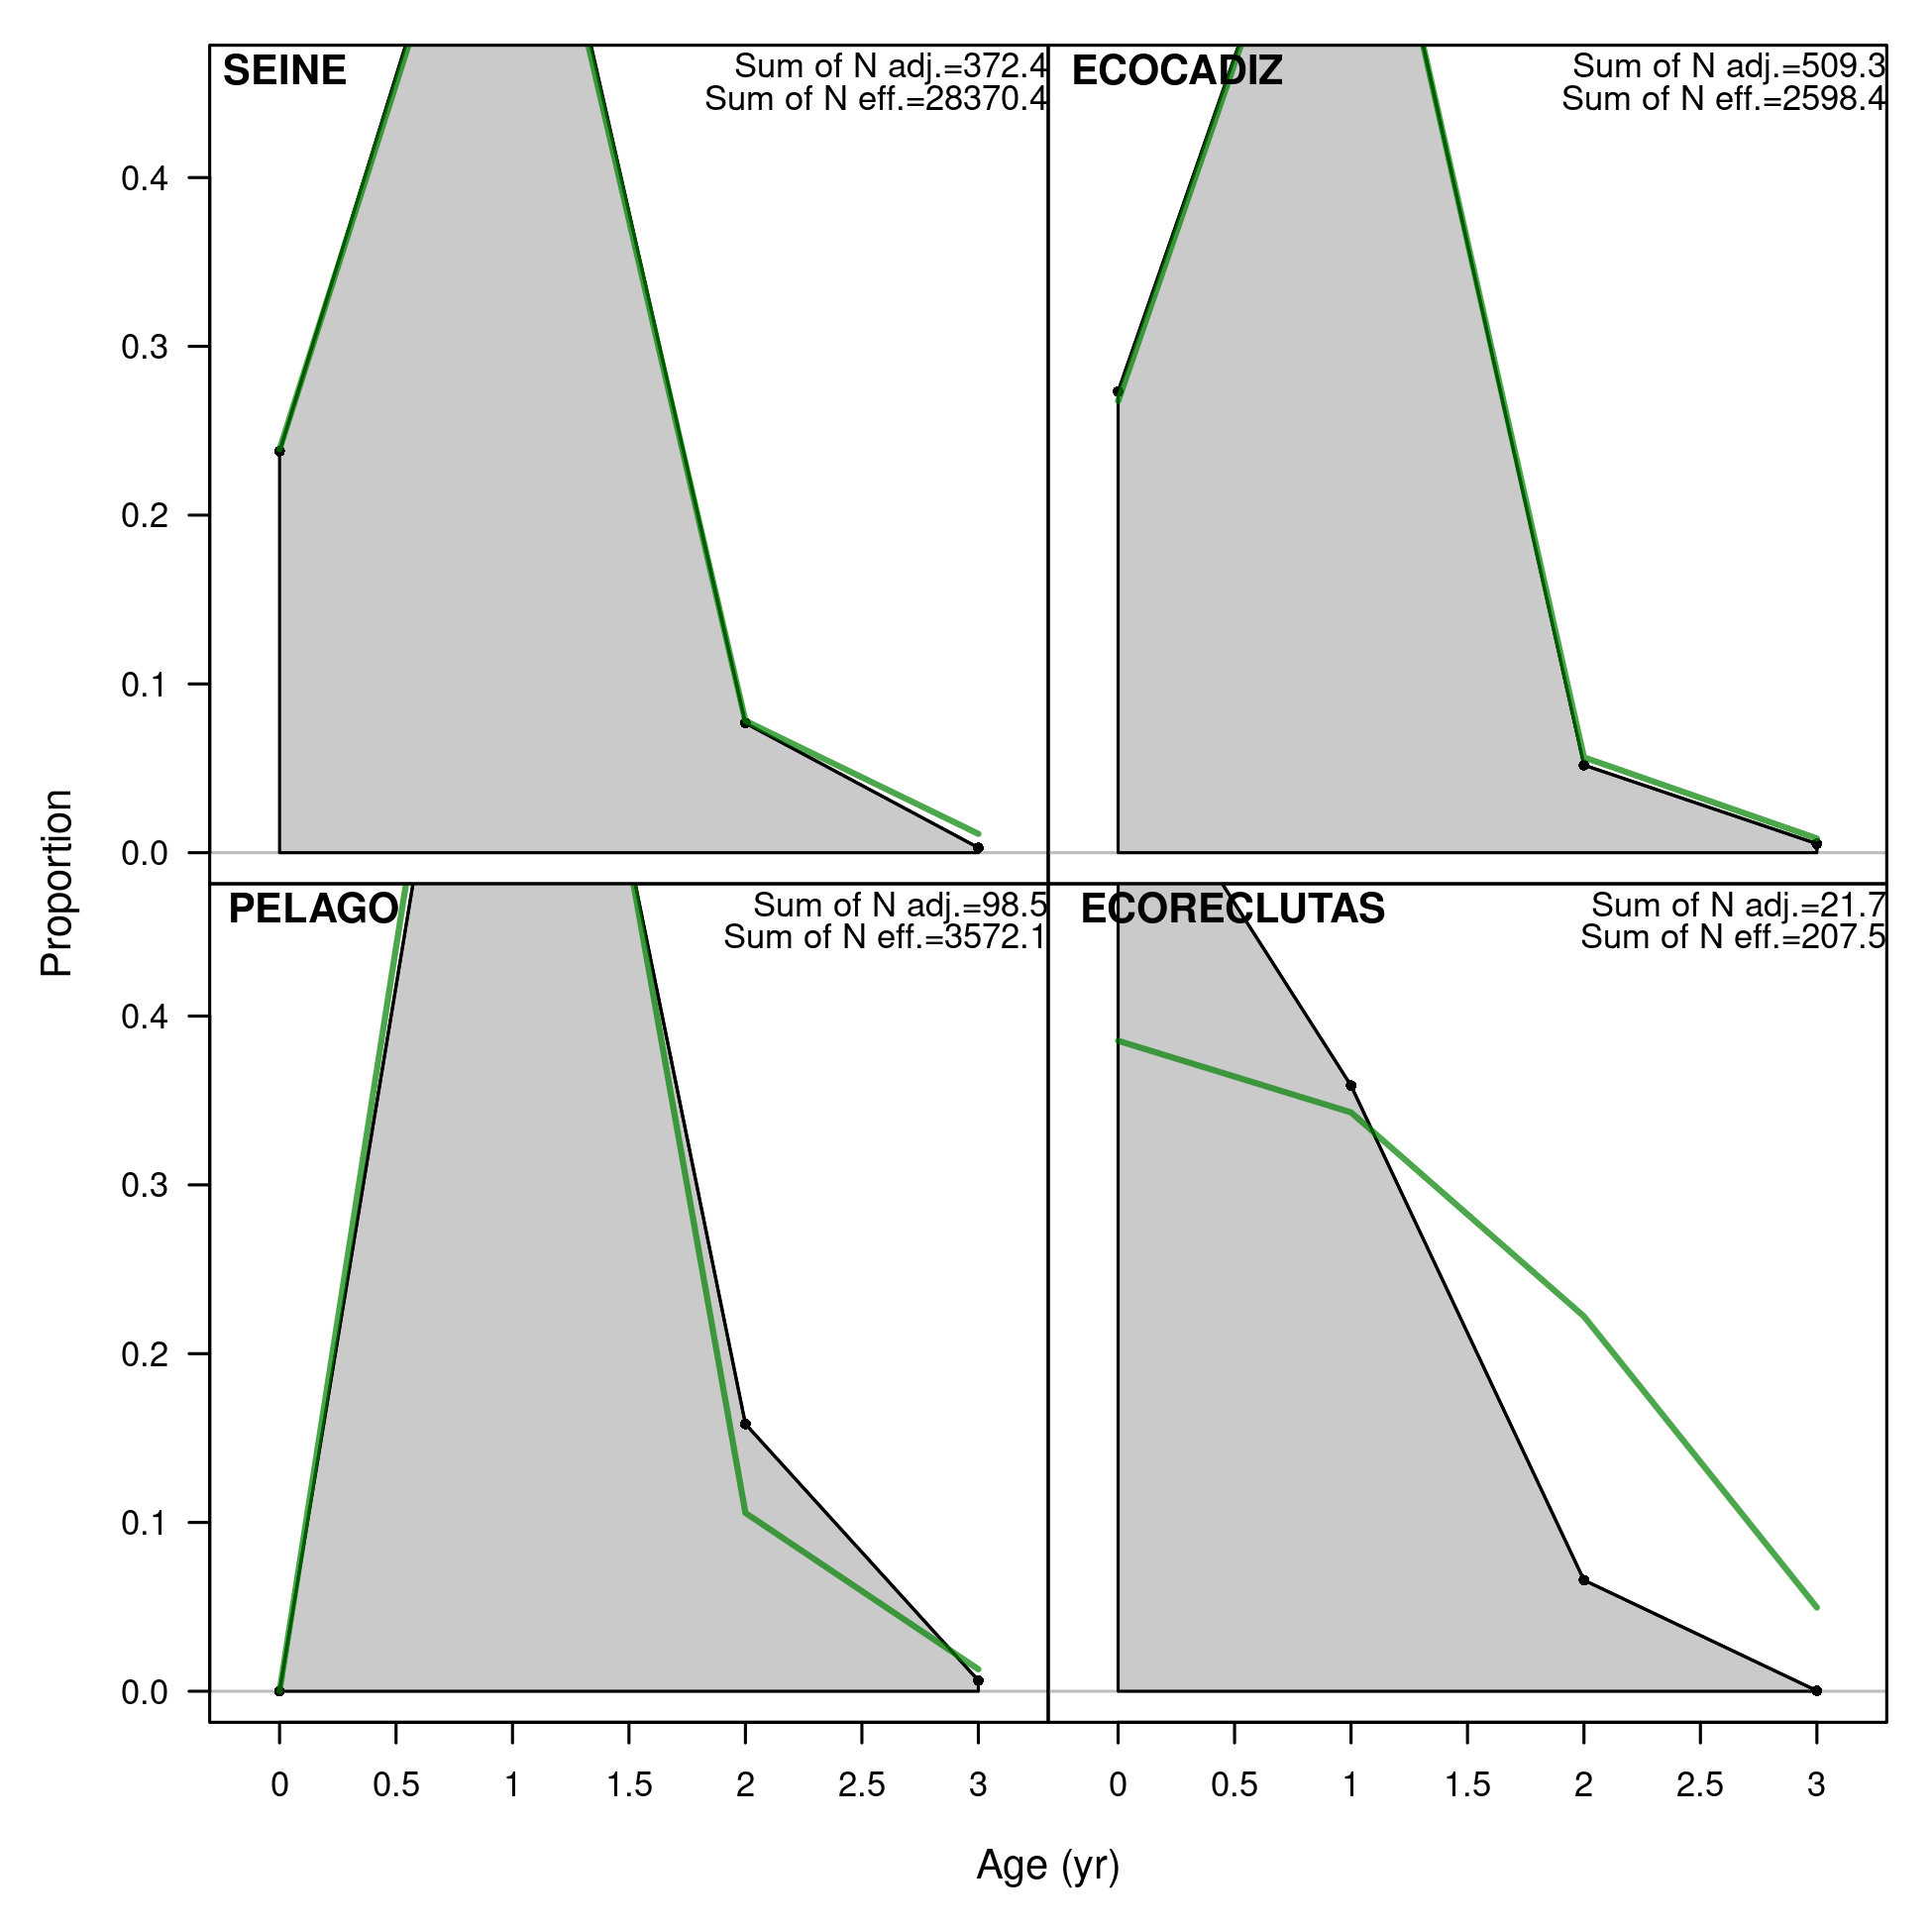 Proportion
SEINE
Sum of N adj.=372.4
Sum of N eff.=28370.4
0.4
0.3
0.2
0.1
0.0
ECOCADIZ
Sum of N adj.=509.3
Sum of N eff.=2598.4
PELAGO
Sum of N adj.=98.5
Sum of N eff.=3572.1
0.4
0.3
0.2
0.1
0.0
ECORECLUTAS
Sum of N adj.=21.7
Sum of N eff.=207.5
0 0.5 1 1.5 2 2.5 3
0 0.5 1 1.5 2 2.5 3
Age (yr)